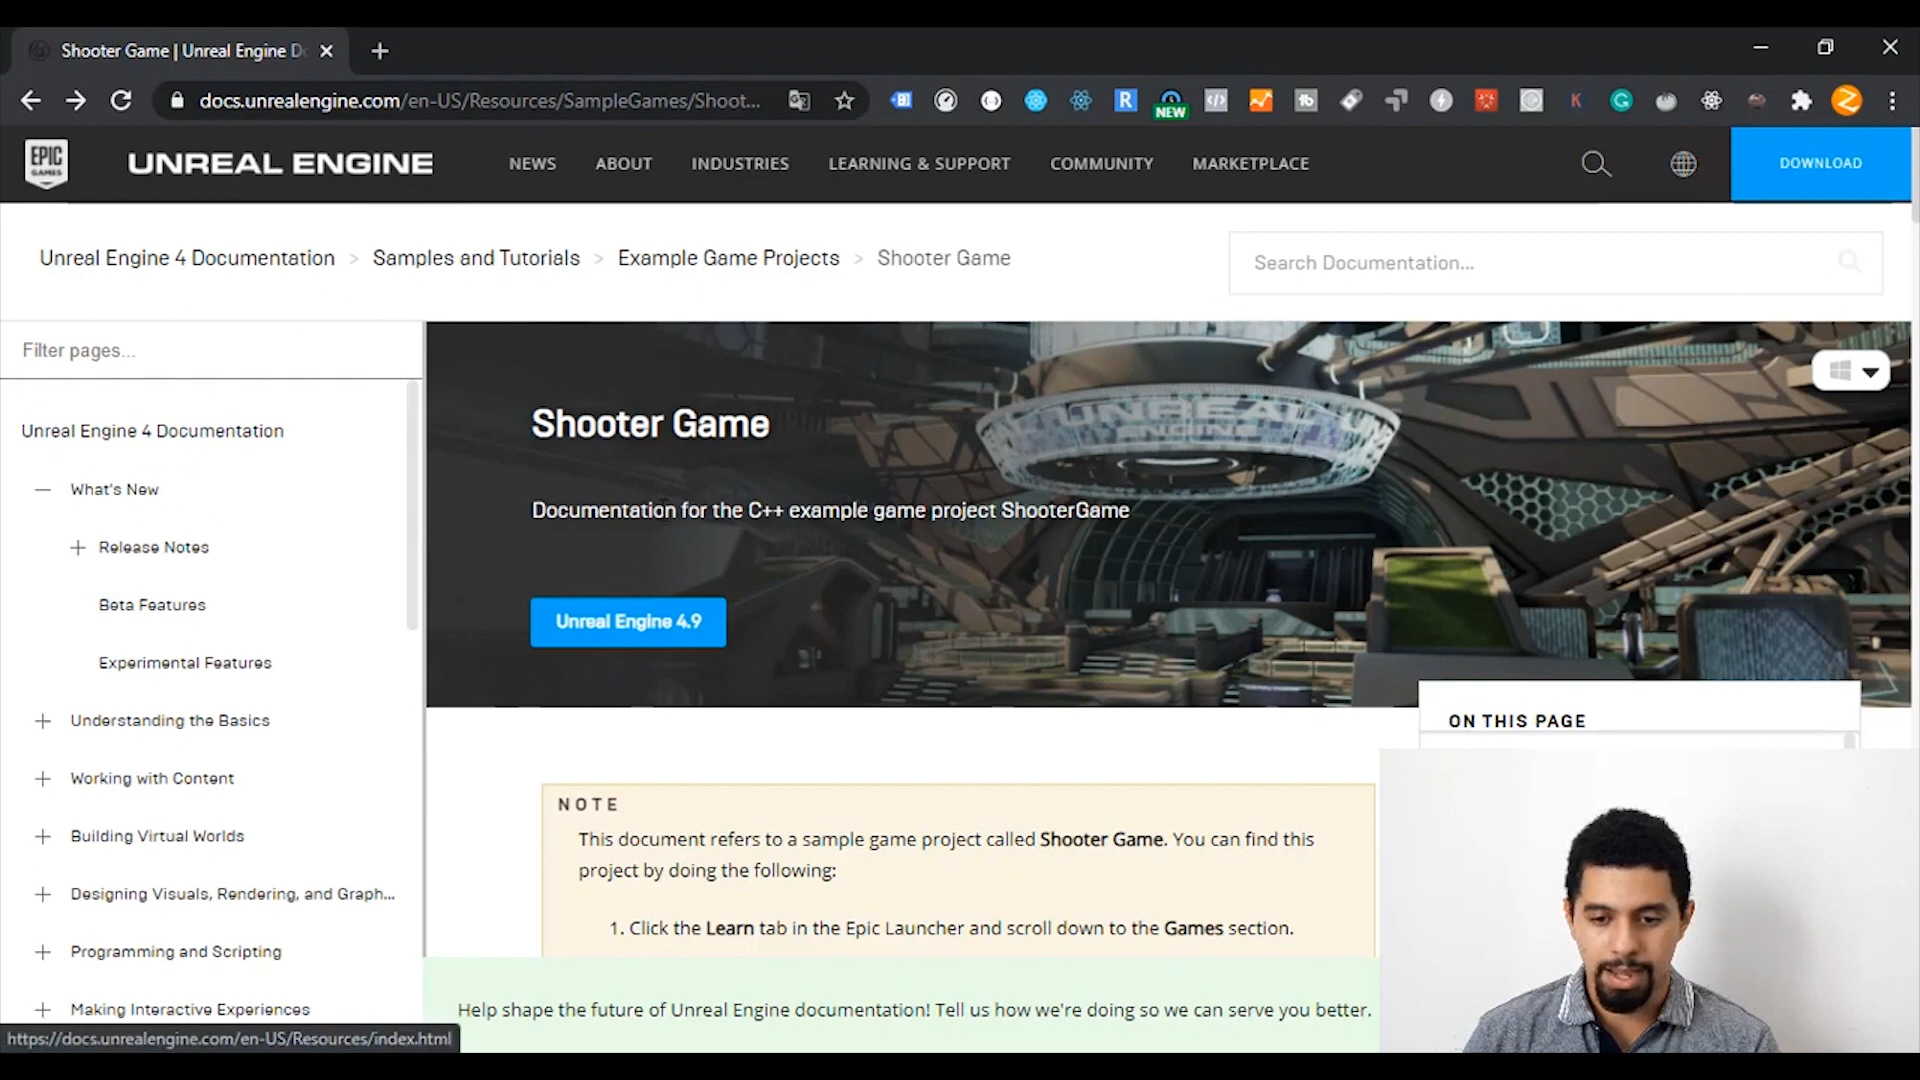 Shooter Game | Unreal Engine D
docs.unrealengine.com/en-US/Resources/SampleGames/Shoot...
NEW
EPIC GAMES
UNREAL ENGINE
NEWS
ABOUT
INDUSTRIES
LEARNING & SUPPORT
COMMUNITY
MARKETPLACE
DOWNLOAD
Unreal Engine 4 Documentation > Samples and Tutorials > Example Game Projects > Shooter Game
Search Documentation...
Filter pages...
Unreal Engine 4 Documentation
What's New
Release Notes
Beta Features
Experimental Features
Understanding the Basics
Working with Content
Building Virtual Worlds
Designing Visuals, Rendering, and Graph...
Programming and Scripting
Making Interactive Experiences
https://docs.unrealengine.com/en-US/Resources/index.html
UNREAL
ENGINE
Shooter Game
Documentation for the C++ example game project ShooterGame
Unreal Engine 4.9
ON THIS PAGE
NOTE
This document refers to a sample game project called Shooter Game. You can find this
project by doing the following:
1. Click the Learn tab in the Epic Launcher and scroll down to the Games section.
Help shape the future of Unreal Engine documentation! Tell us how we're doing so we can serve you better.